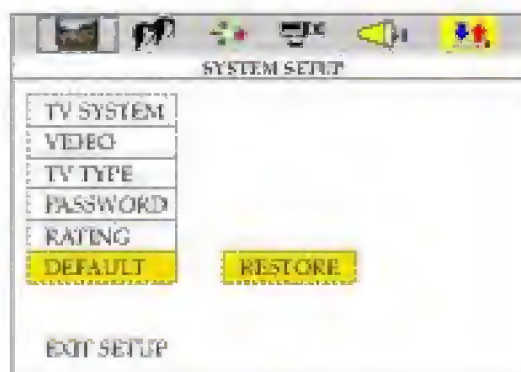 SYSTEM SETUP
TV SYSTEM
VIDEO
TV TYPE
PASSWORD
RATING
DEFAULT RESTORE
EXIT SETUP